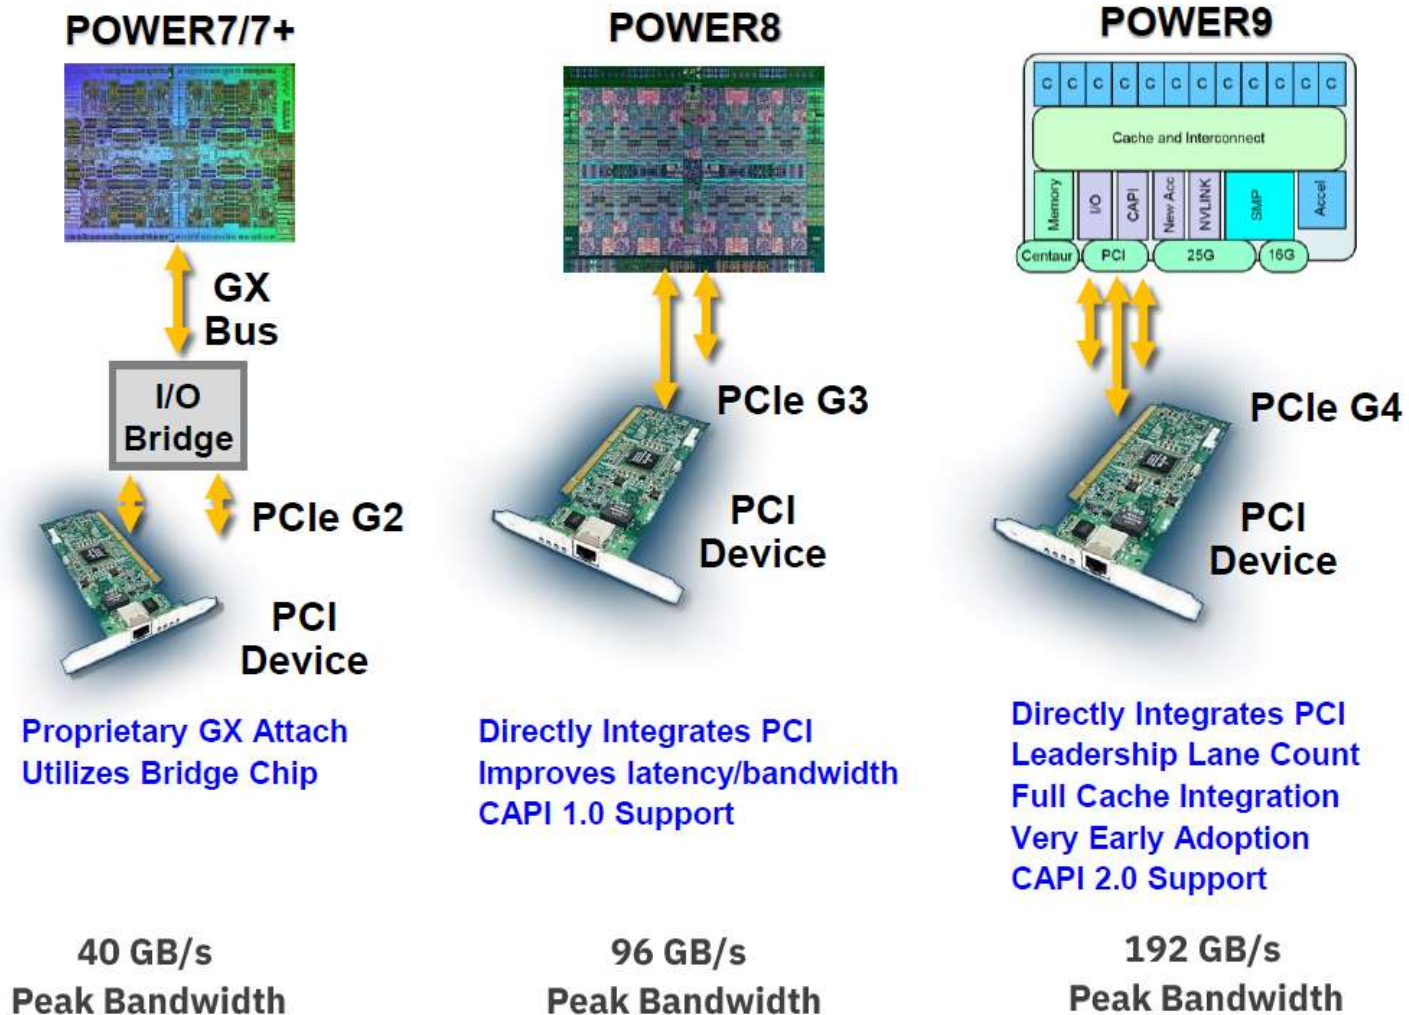 POWER7/7+
GX
Bus
I/O
Bridge
PCIe G2
PCI
Device
Proprietary GX Attach
Utilizes Bridge Chip
40 GB/s
Peak Bandwidth
POWER8
PCIe G3
PCI
Device
Directly Integrates PCI
Improves latency/bandwidth
CAPI 1.0 Support
96 GB/s
Peak Bandwidth
POWER9
C C C C C C C C C C C C
Cache and Interconnect
Memory
I/O
CAPI
New Acc
NVLINK
SMP
Accel
Centaur
PCI
25G
16G
PCIe G4
PCI
Device
Directly Integrates PCI
Leadership Lane Count
Full Cache Integration
Very Early Adoption
CAPI 2.0 Support
192 GB/s
Peak Bandwidth